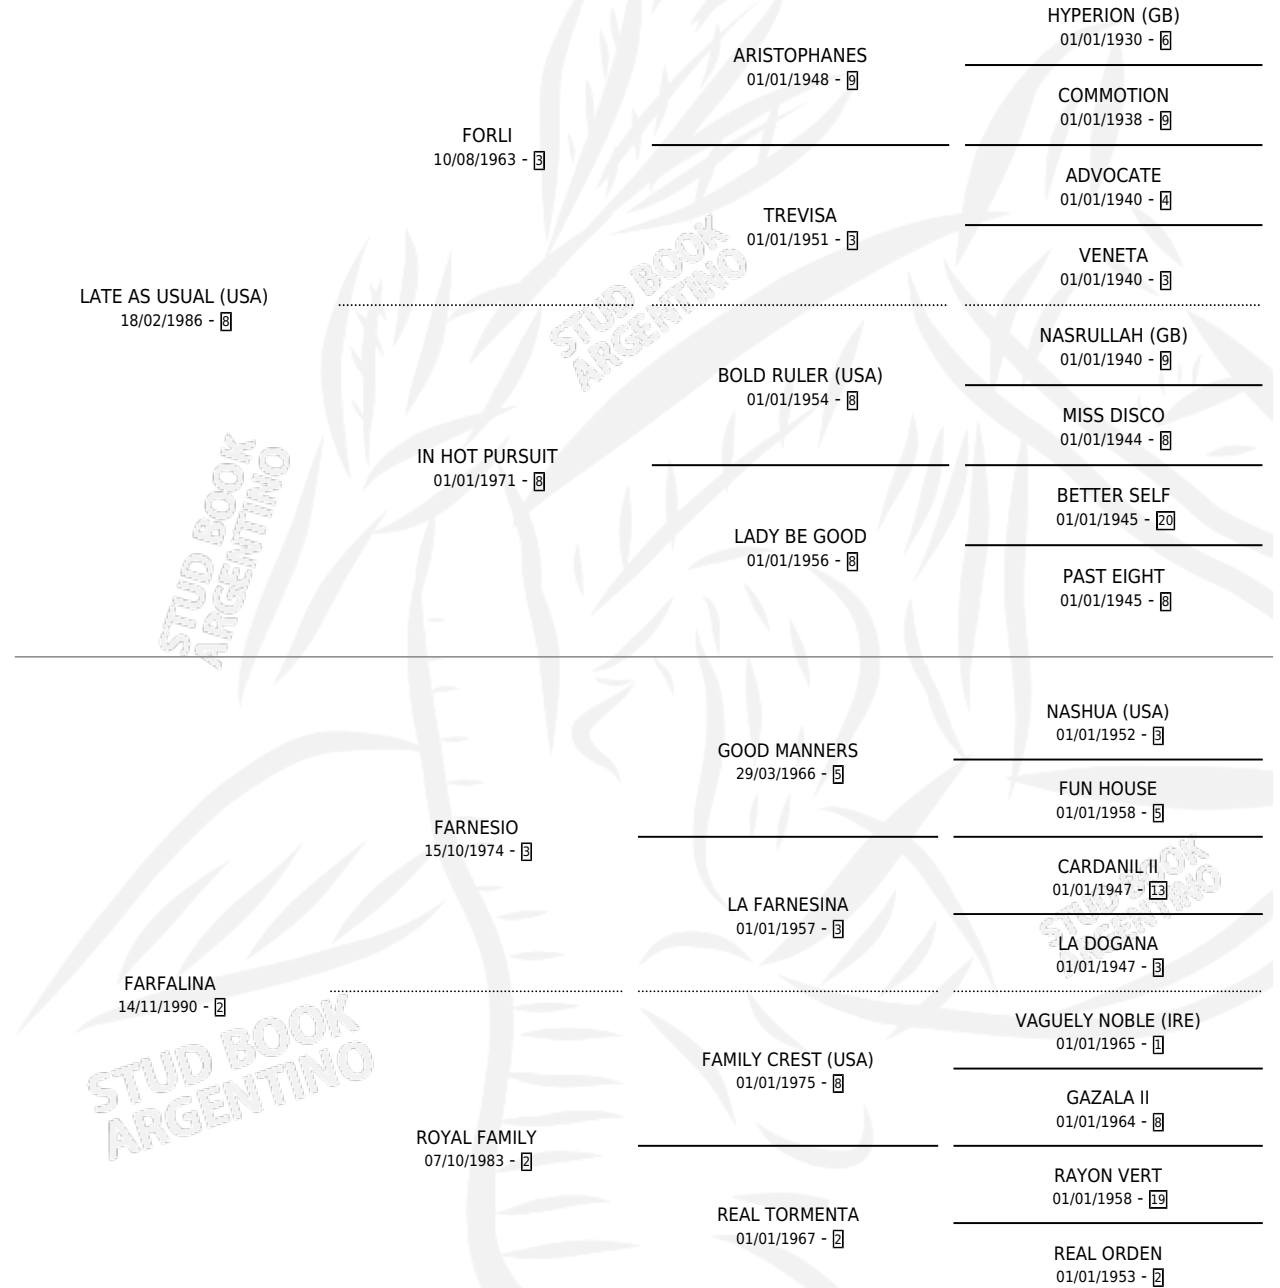 HYPERION (GB)
01/01/1930 - 6
ARISTOPHANES
01/01/1948 - 9
COMMOTION
01/01/1938 - 9
FORLI
10/08/1963 - 3
ADVOCATE
01/01/1940 - 4
TREVISA
01/01/1951 - 3
VENETA
01/01/1940 - 3
LATE AS USUAL (USA)
18/02/1986 - 8
NASRULLAH (GB)
01/01/1940 - 9
BOLD RULER (USA)
01/01/1954 - 8
MISS DISCO
01/01/1944 - 8
IN HOT PURSUIT
01/01/1971 - 8
BETTER SELF
01/01/1945 - 20
LADY BE GOOD
01/01/1956 - 8
PAST EIGHT
01/01/1945 - 8
NASHUA (USA)
01/01/1952 - 3
GOOD MANNERS
29/03/1966 - 5
FUN HOUSE
01/01/1958 - 5
FARNESIO
15/10/1974 - 3
CARDANIL II
01/01/1947 - 13
LA FARNESINA
01/01/1957 - 3
LA DOGANA
01/01/1947 - 3
FARFALINA
14/11/1990 - 2
VAGUELY NOBLE (IRE)
01/01/1965 - 1
FAMILY CREST (USA)
01/01/1975 - 8
GAZALA II
01/01/1964 - 8
ROYAL FAMILY
07/10/1983 - 2
RAYON VERT
01/01/1958 - 19
REAL TORMENTA
01/01/1967 - 2
REAL ORDEN
01/01/1953 - 2
STUD BOOK
ARGENTINO
STUD BOOK
ARGENTINO
STUD BOOK
ARGENTINO
STUD BOOK
ARGENTINO